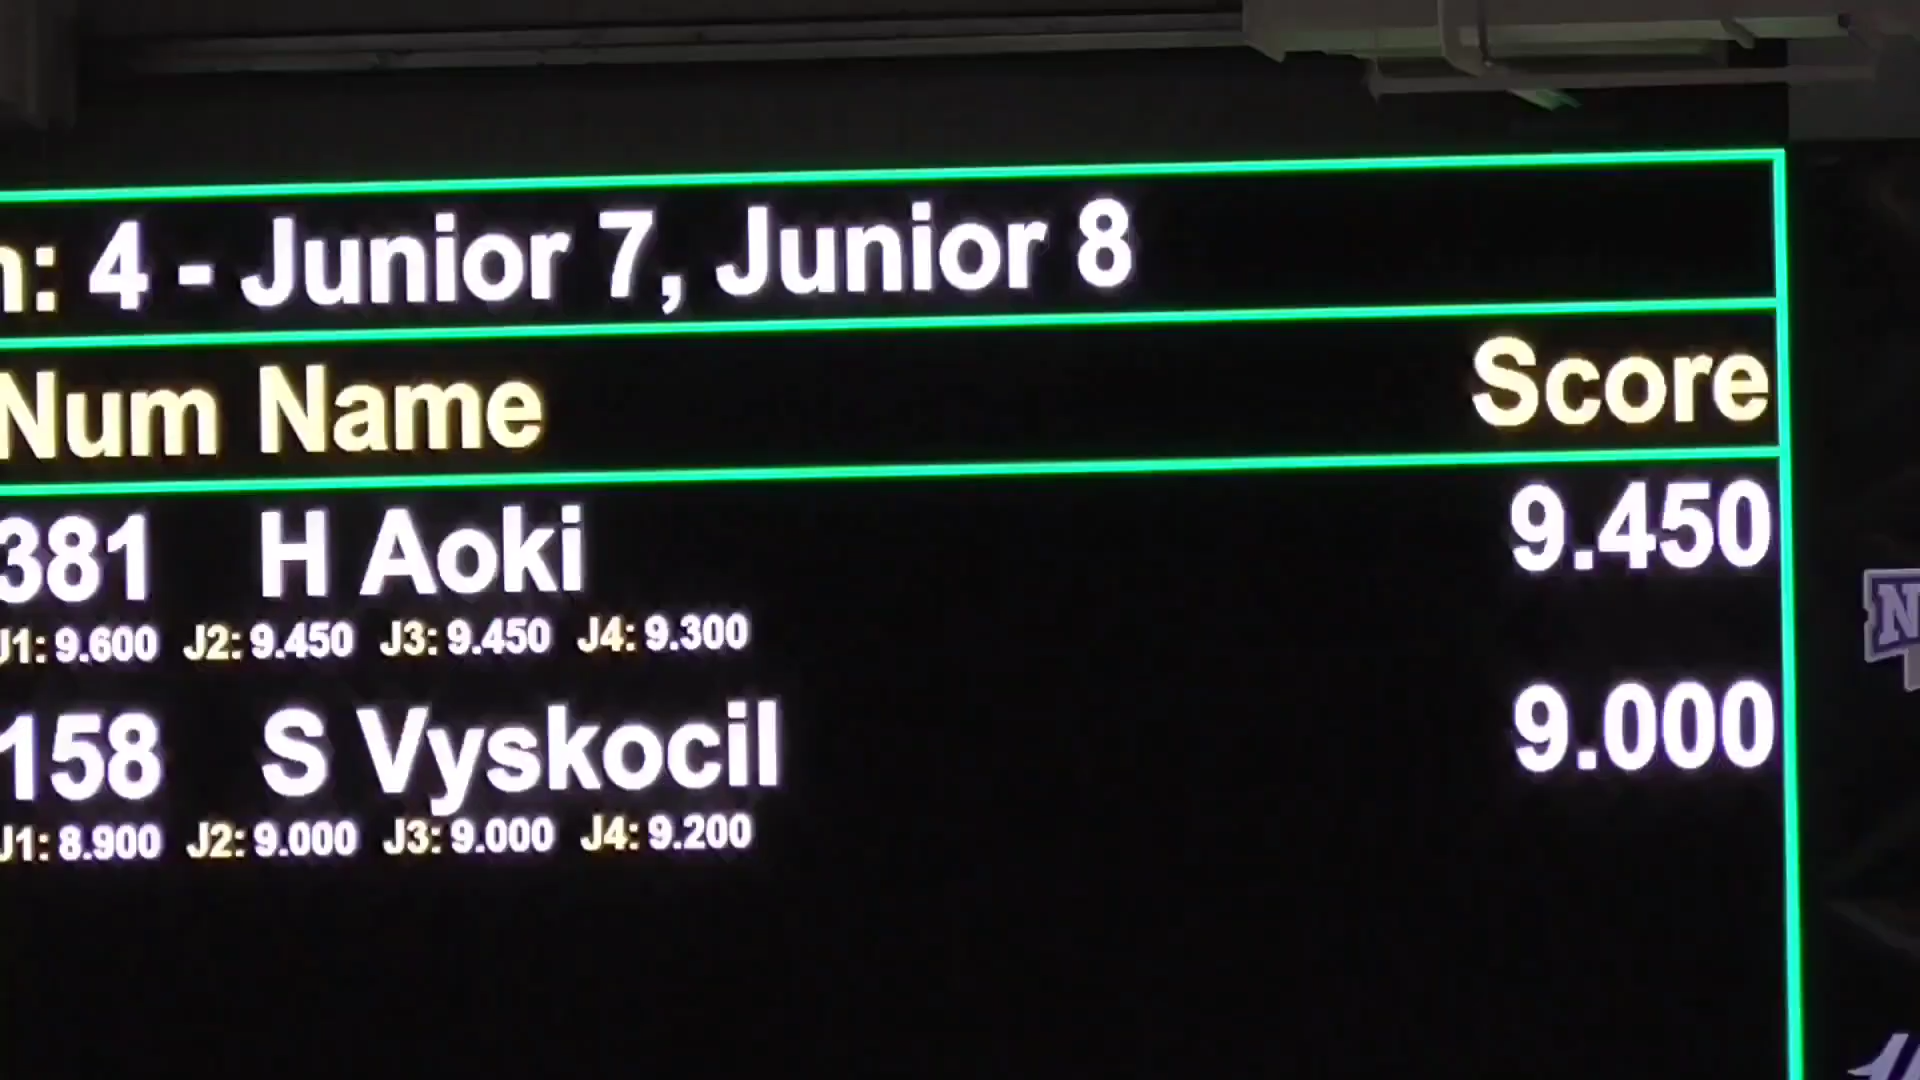 n: 4 - Junior 7, Junior 8
Num Name Score
381 H Aoki 9.450
J1: 9.600 J2: 9.450 J3: 9.450 J4: 9.300
158 S Vyskocil 9.000
J1: 8.900 J2: 9.000 J3: 9.000 J4: 9.200
N